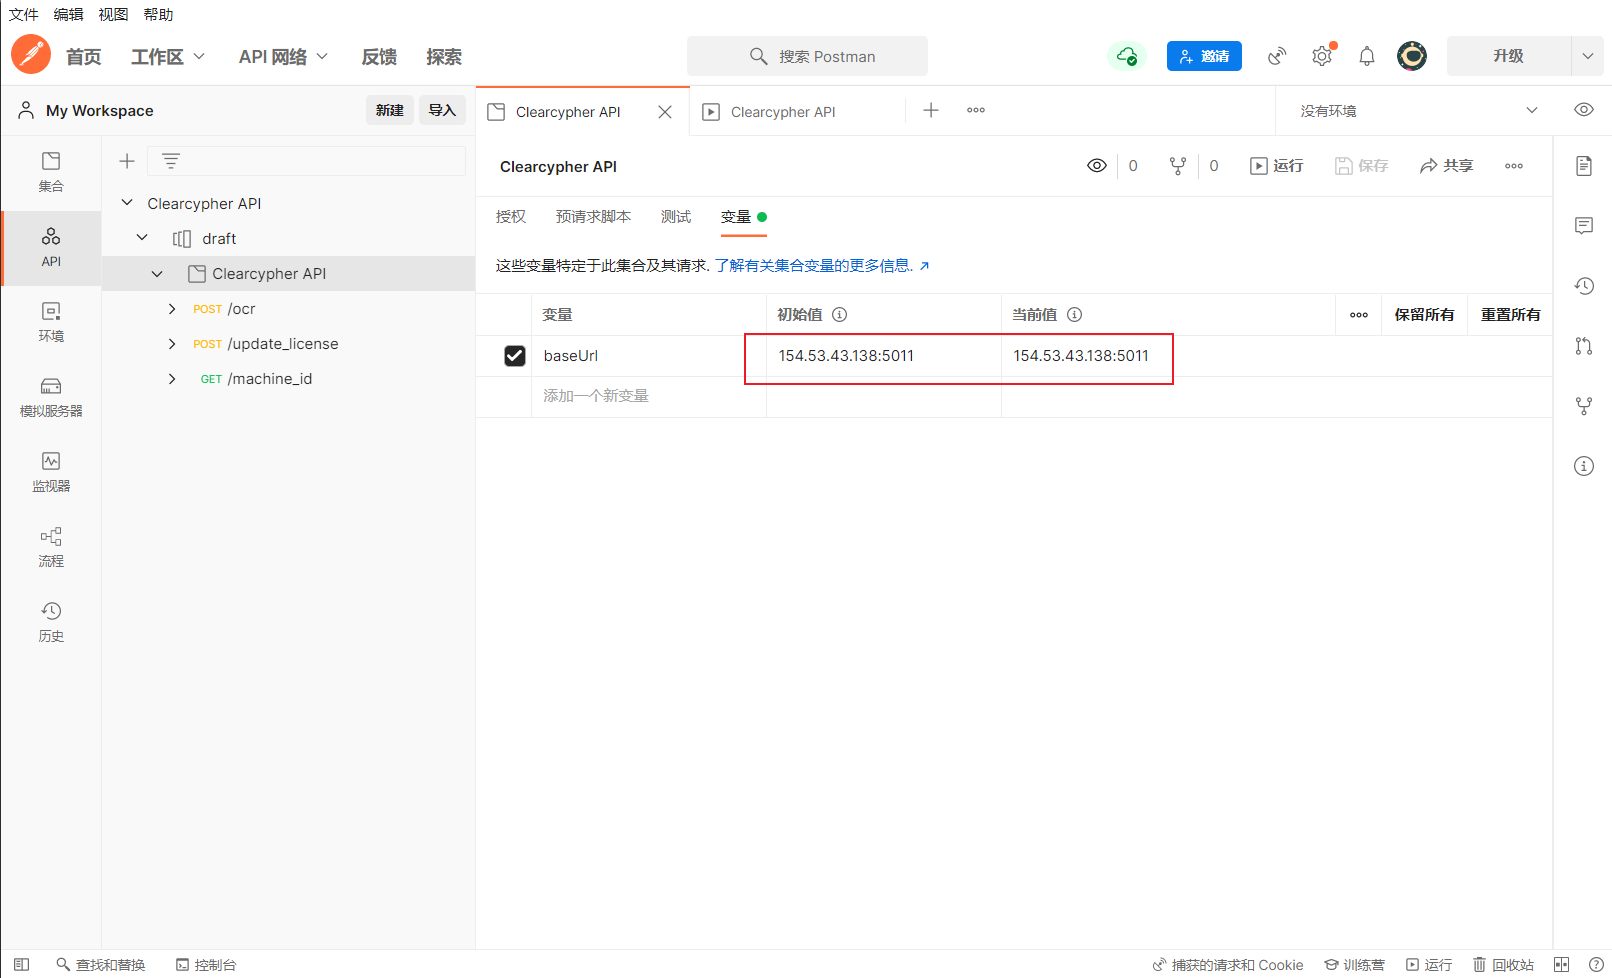 文件 编辑 视图 帮助
首页 工作区 API 网络 反馈 探索 搜索 Postman 邀请 升级
My Workspace 新建 导入 Clearcypher API Clearcypher API 没有环境
集合
API
环境
模拟服务器
监视器
流程
历史
Clearcypher API
draft
Clearcypher API
POST /ocr
POST /update_license
GET /machine_id
Clearcypher API 0 0 运行 保存 共享
授权 预请求脚本 测试 变量
这些变量特定于此集合及其请求. 了解有关集合变量的更多信息. ↗
变量 初始值 当前值 保留所有 重置所有
baseUrl 154.53.43.138:5011 154.53.43.138:5011
添加一个新变量
查找和替换 控制台 捕获的请求和 Cookie 训练营 运行 回收站